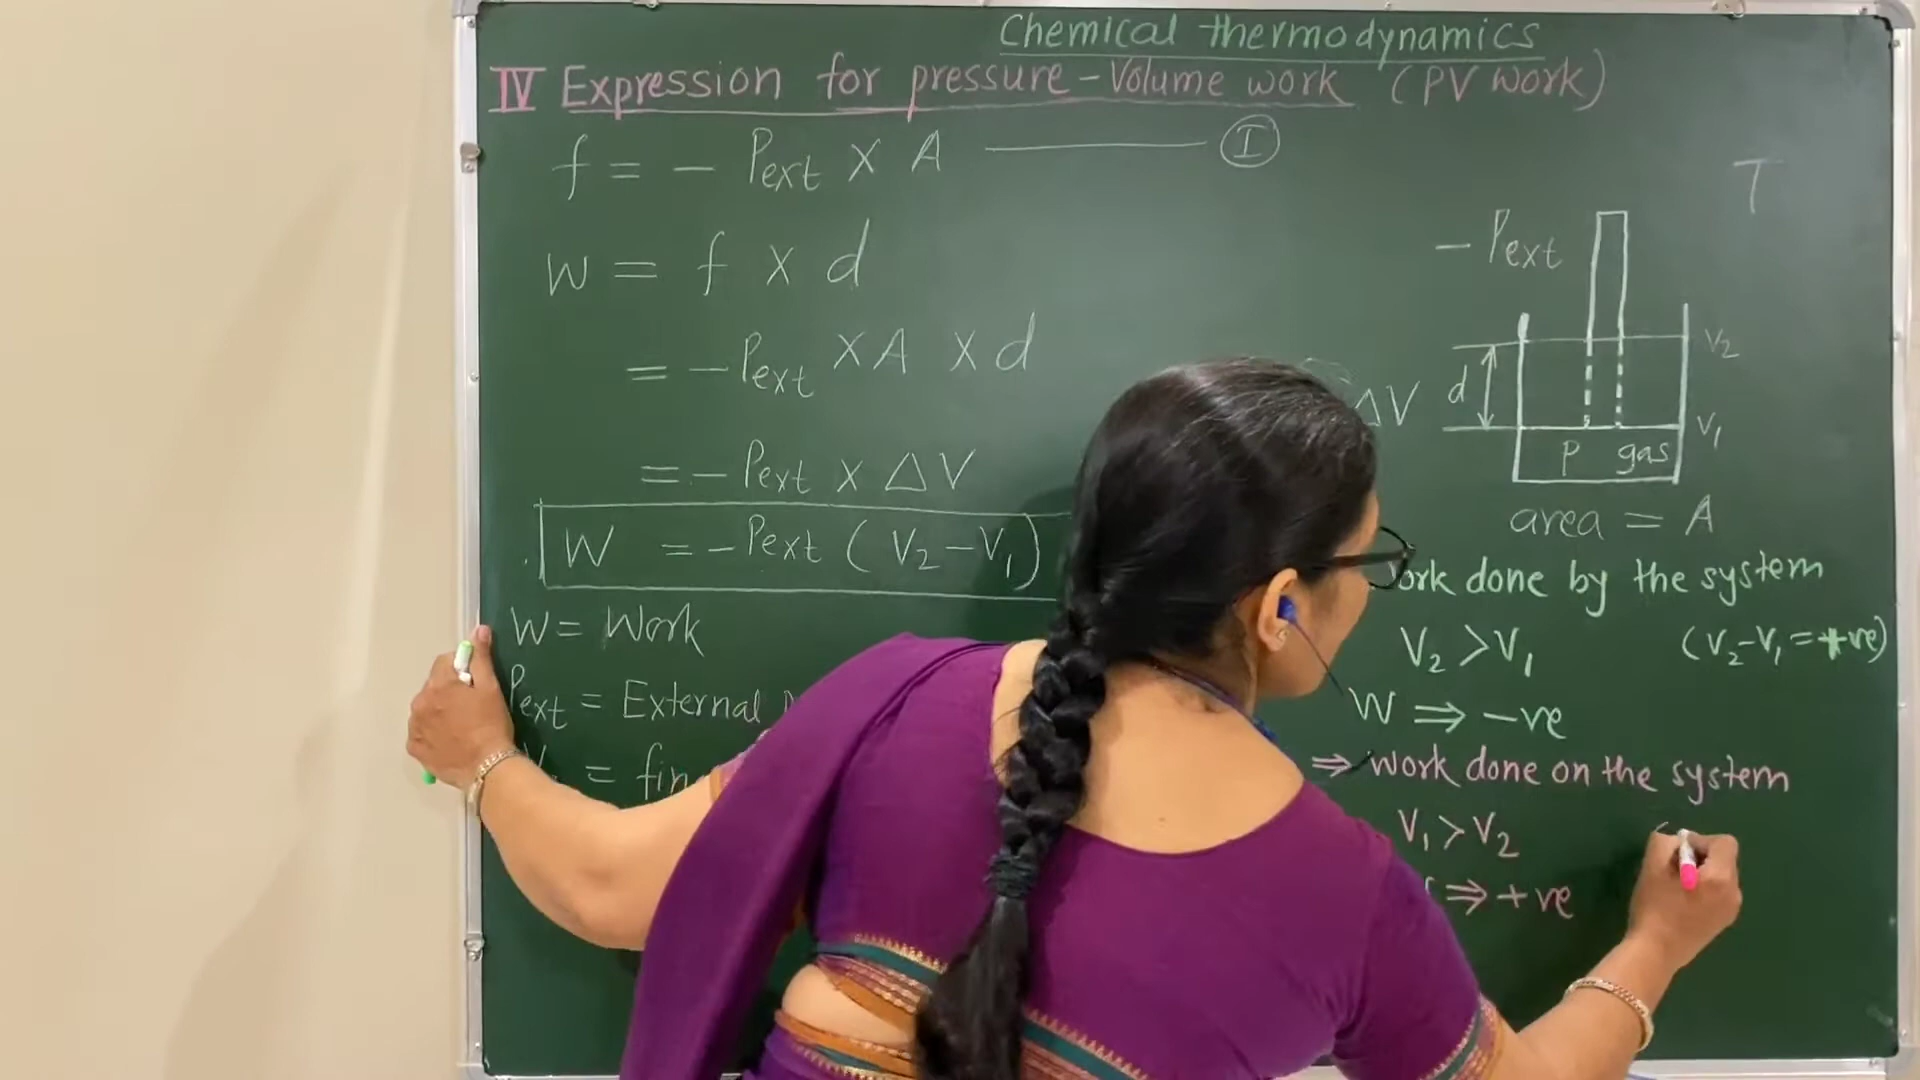 Chemical thermodynamics
IV Expression for pressure-Volume work (PV work)
f = - Pext X A ——— I
W = f X d
= - Pext X A X d
= - Pext X ΔV
W = - Pext (V2 - V1)
W = Work
Pext = External
= fin
T
- Pext
V2
d
ΔV
V1
P gas
area = A
ork done by the system
V2 > V1 (V2 - V1 = +ve)
W ⇒ -ve
⇒ work done on the system
V1 > V2
⇒ +ve